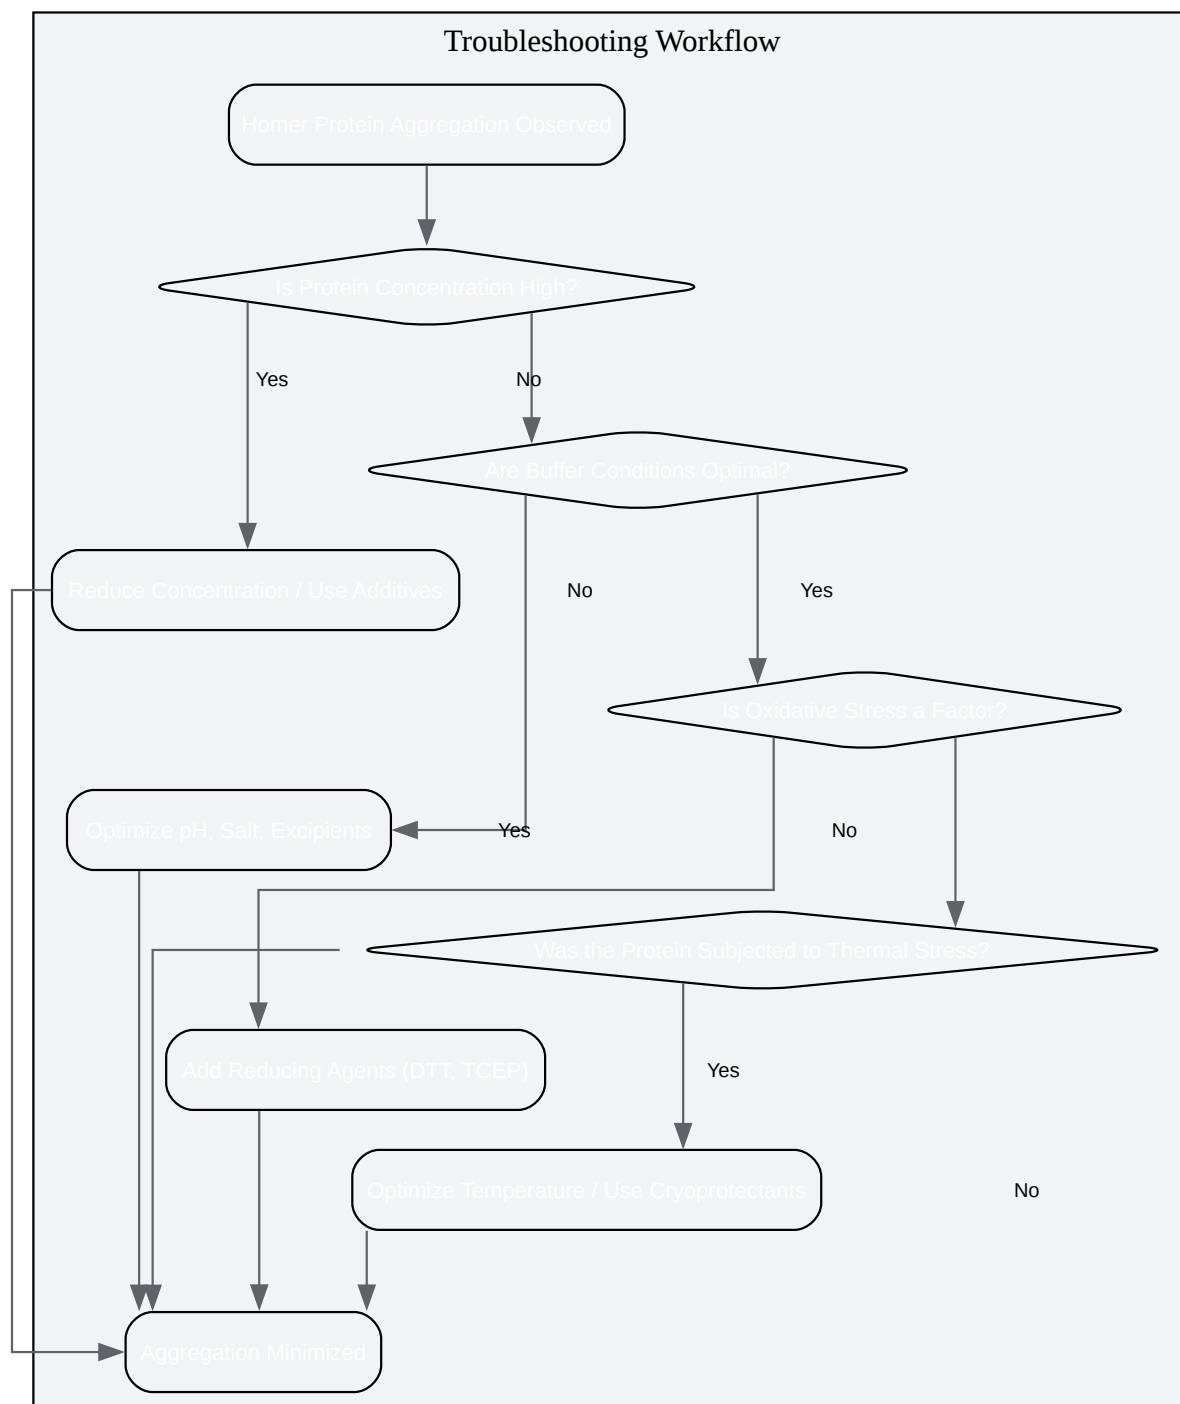 Troubleshooting Workflow
Homer Protein Aggregation Observed
Is Protein Concentration High?
Yes
No
Are Buffer Conditions Optimal?
Reduce Concentration / Use Additives
No
Yes
Is Oxidative Stress a Factor?
Optimize pH, Salt, Excipients
Yes
No
Was the Protein Subjected to Thermal Stress?
Add Reducing Agents (DTT, TCEP)
Yes
Optimize Temperature / Use Cryoprotectants
No
Aggregation Minimized